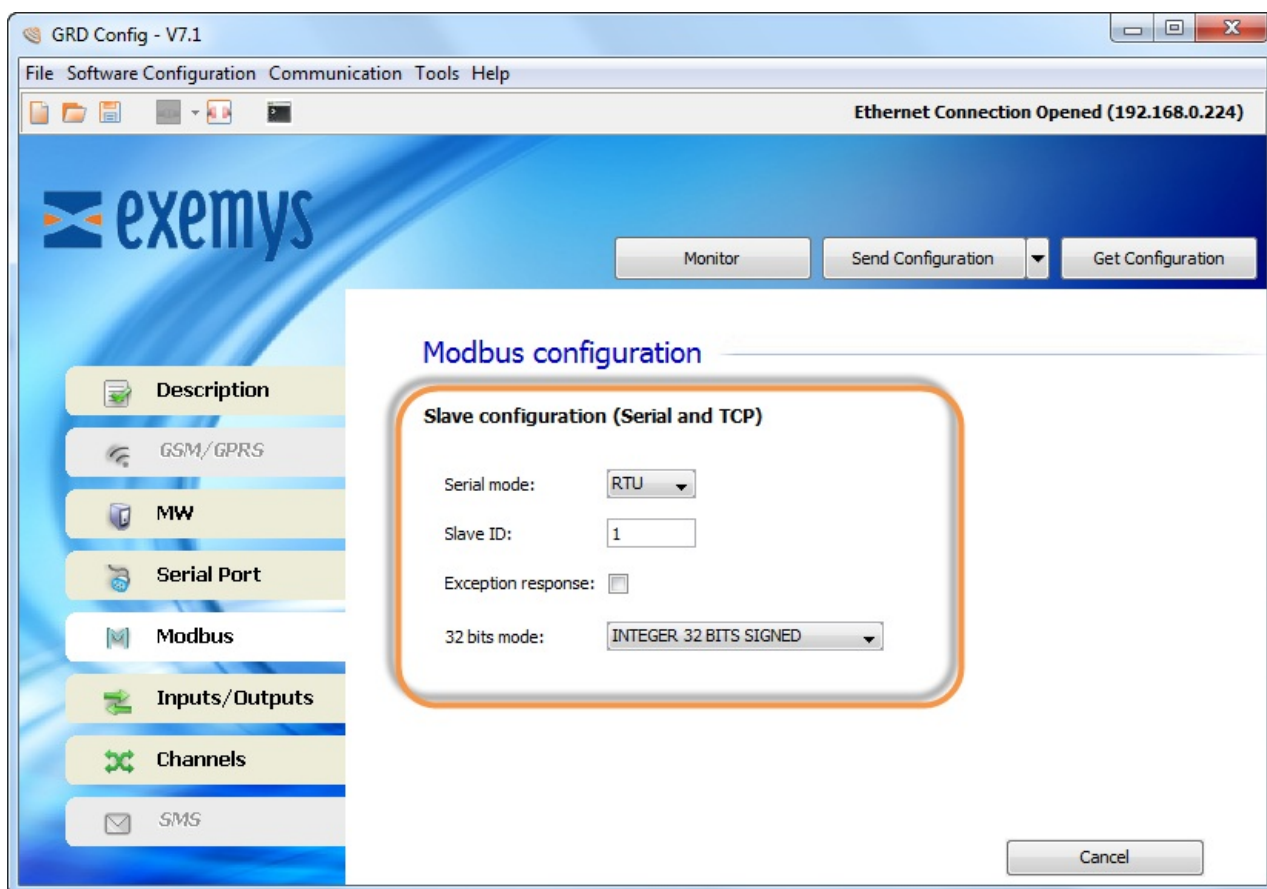 GRD Config - V7.1
File Software Configuration Communication Tools Help
Ethernet Connection Opened (192.168.0.224)
exemys
Monitor
Send Configuration
Get Configuration
Modbus configuration
Description
GSM/GPRS
MW
Serial Port
Modbus
Inputs/Outputs
Channels
SMS
Slave configuration (Serial and TCP)
Serial mode: RTU
Slave ID: 1
Exception response:
32 bits mode: INTEGER 32 BITS SIGNED
Cancel